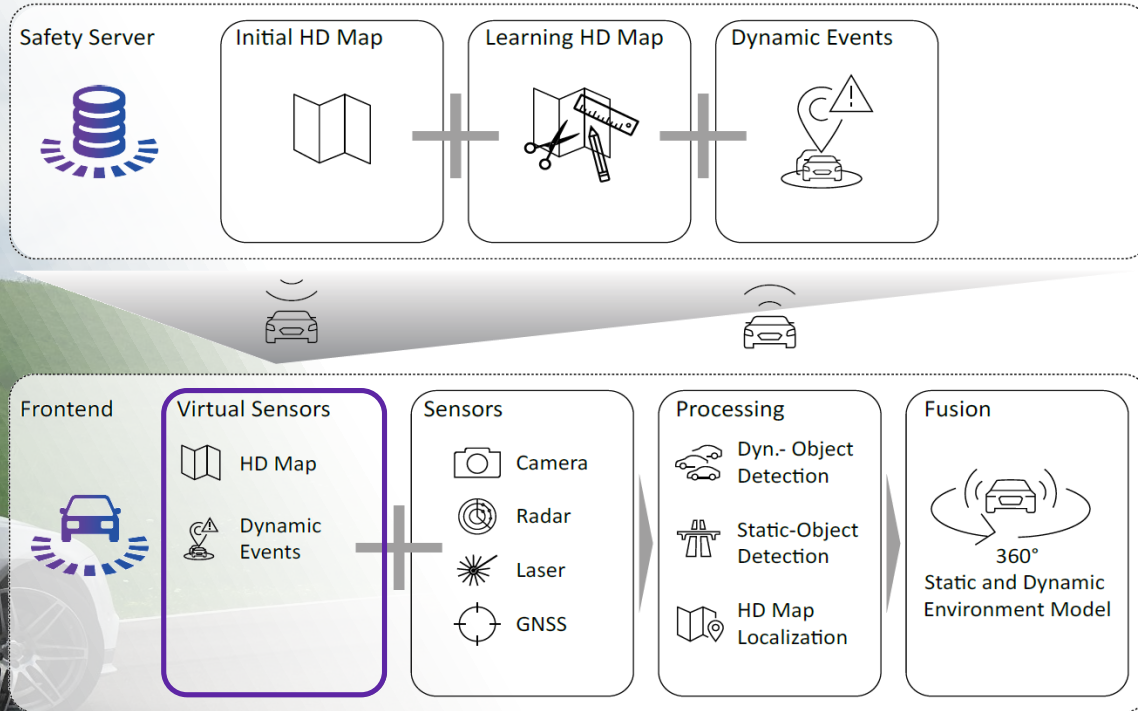 Safety Server
Initial HD Map
Learning HD Map
Dynamic Events
Frontend
Virtual Sensors
HD Map
Dynamic
Events
Sensors
Camera
Radar
Laser
GNSS
Processing
Dyn.- Object
Detection
Static-Object
Detection
HD Map
Localization
Fusion
360°
Static and Dynamic
Environment Model